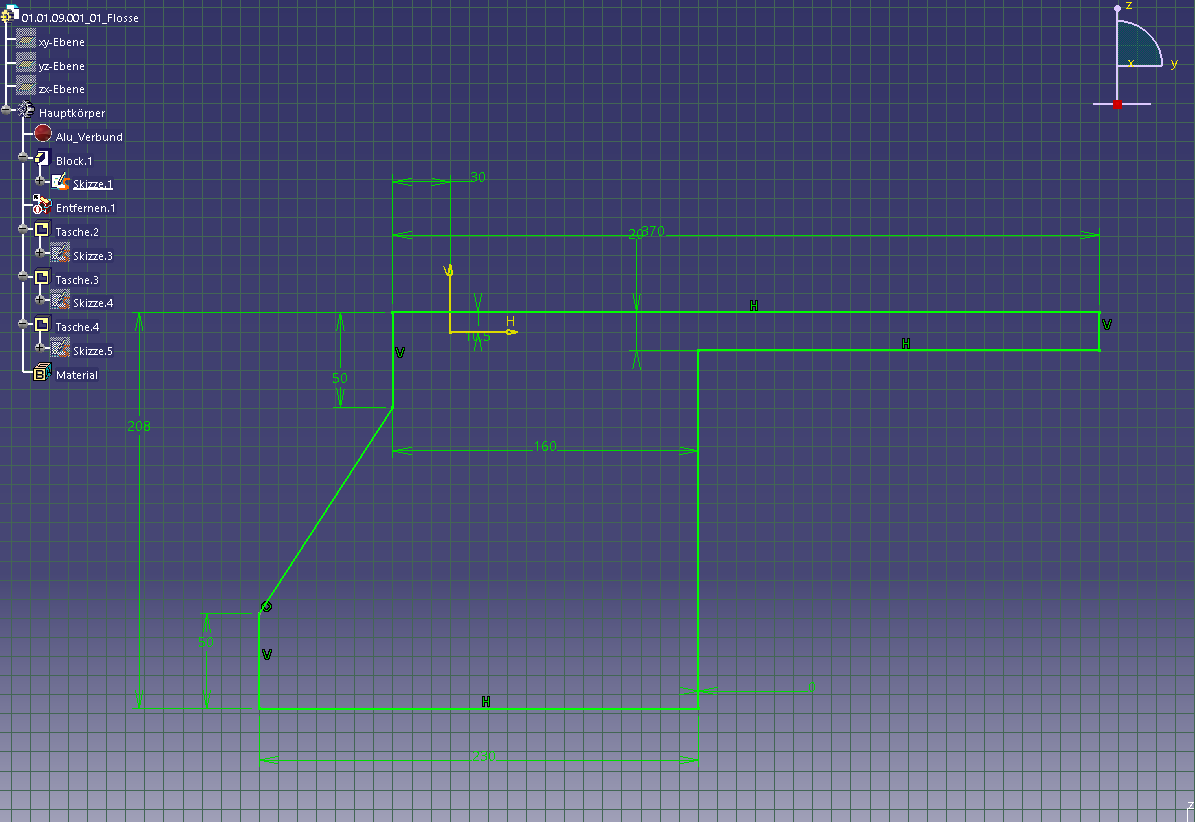 01.01.09.001_01_Flosse
xy-Ebene
yz-Ebene
zx-Ebene
Hauptkörper
Alu_Verbund
Block.1
Skizze.1
Entfernen.1
Tasche.2
Skizze.3
Tasche.3
Skizze.4
Tasche.4
Skizze.5
Material
z
x
y
30
20
370
V
H
H
V
10,5
V
H
50
208
160
50
V
H
230
z